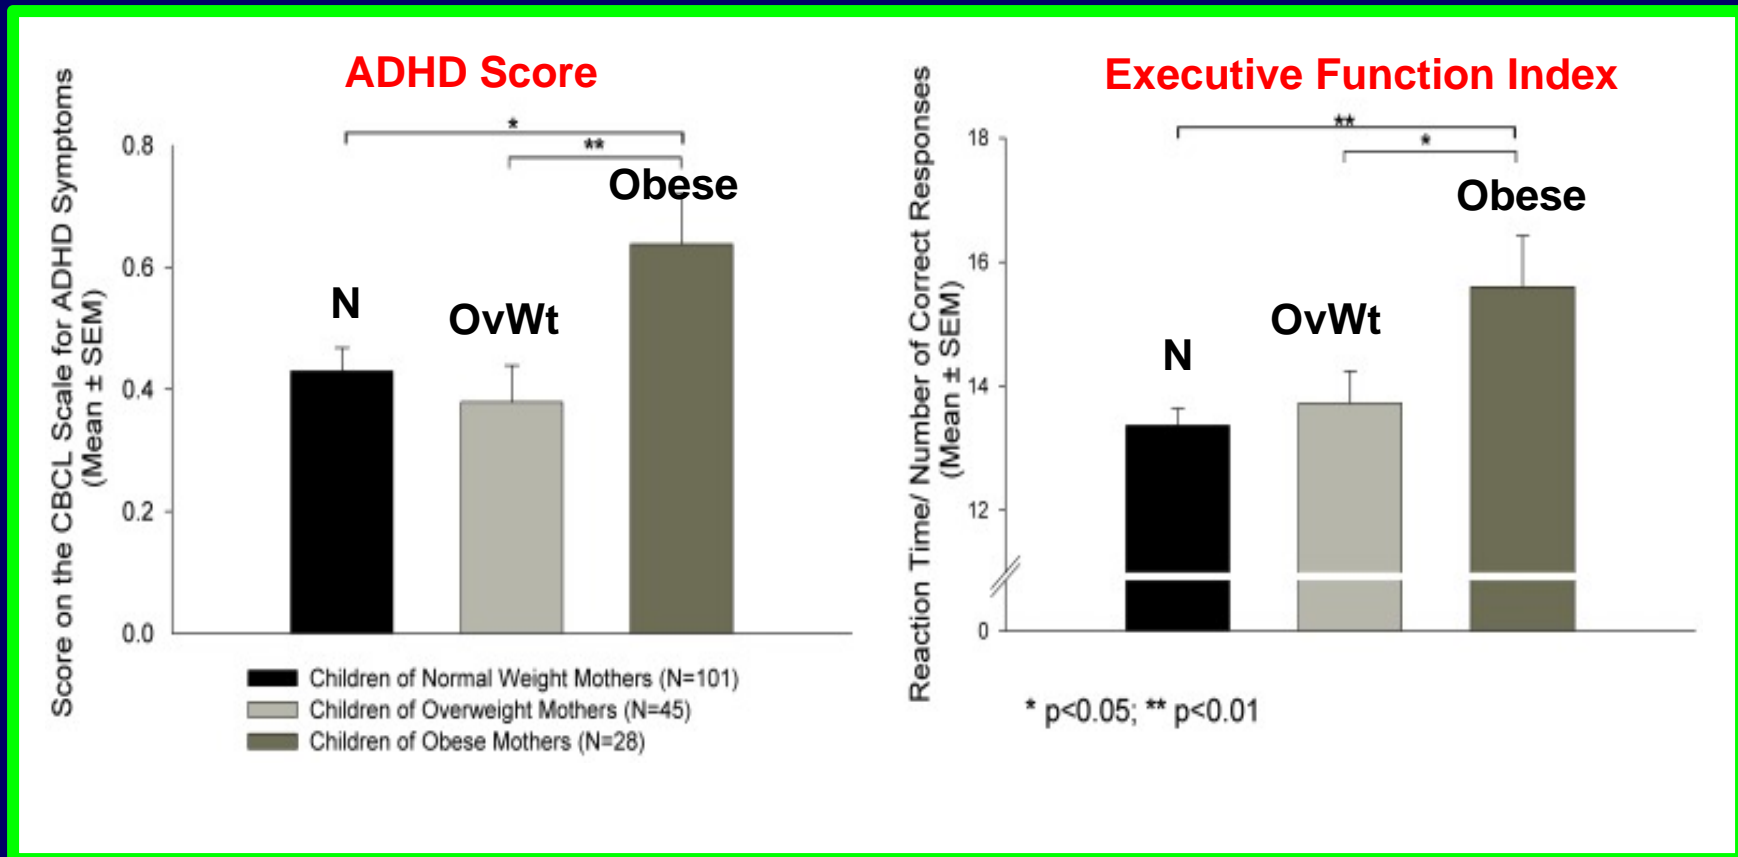 ADHD Score
Score on the CBCL Scale for ADHD Symptoms
(Mean ± SEM)
0.8
0.6
0.4
0.2
0.0
*
**
N
OvWt
Obese
Children of Normal Weight Mothers (N=101)
Children of Overweight Mothers (N=45)
Children of Obese Mothers (N=28)
Executive Function Index
Reaction Time/ Number of Correct Responses
(Mean ± SEM)
18
16
14
12
0
**
*
N
OvWt
Obese
* p<0.05; ** p<0.01